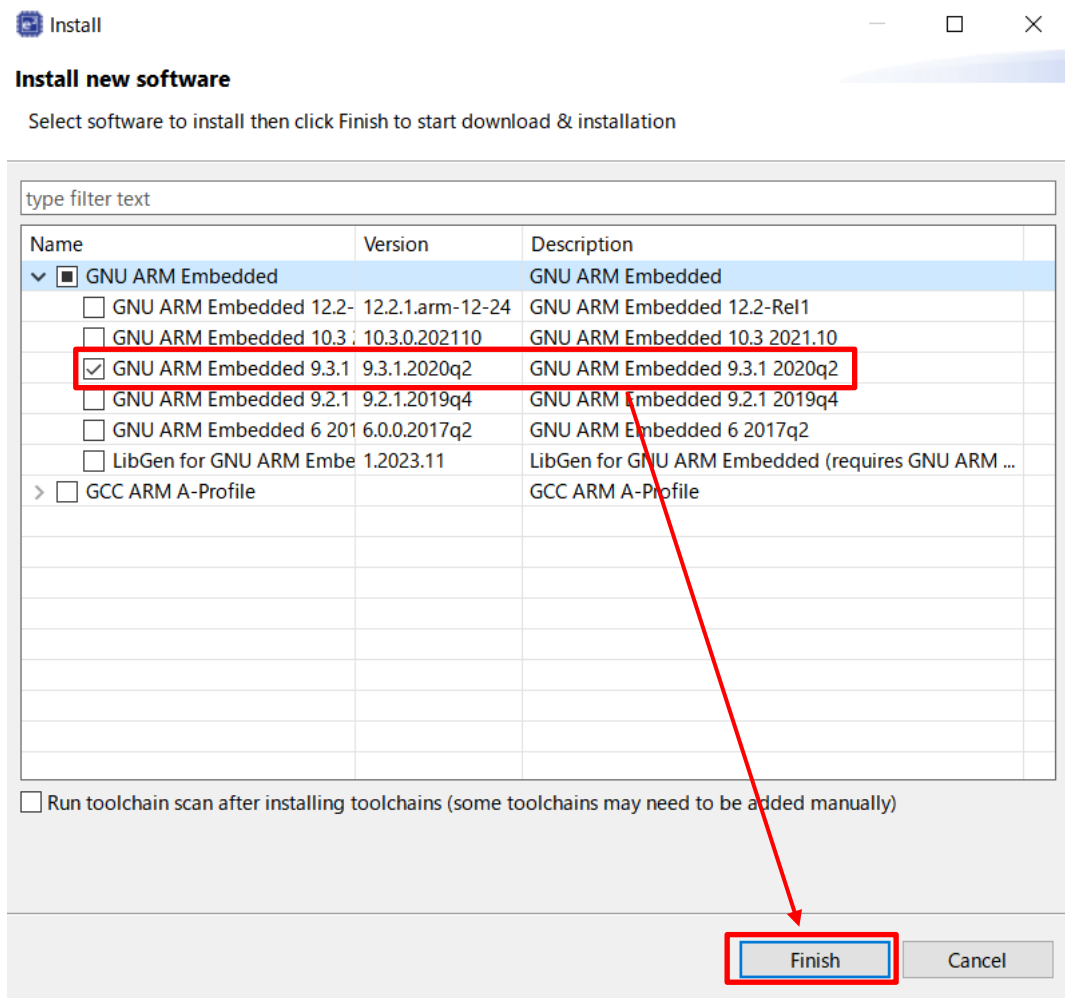 Install
Install new software
Select software to install then click Finish to start download & installation
type filter text
Name Version Description
GNU ARM Embedded GNU ARM Embedded
GNU ARM Embedded 12.2- 12.2.1.arm-12-24 GNU ARM Embedded 12.2-Rel1
GNU ARM Embedded 10.3 10.3.0.202110 GNU ARM Embedded 10.3 2021.10
GNU ARM Embedded 9.3.1 9.3.1.2020q2 GNU ARM Embedded 9.3.1 2020q2
GNU ARM Embedded 9.2.1 9.2.1.2019q4 GNU ARM Embedded 9.2.1 2019q4
GNU ARM Embedded 6 201 6.0.0.2017q2 GNU ARM Embedded 6 2017q2
LibGen for GNU ARM Embe 1.2023.11 LibGen for GNU ARM Embedded (requires GNU ARM ...
GCC ARM A-Profile GCC ARM A-Profile
Run toolchain scan after installing toolchains (some toolchains may need to be added manually)
Finish Cancel